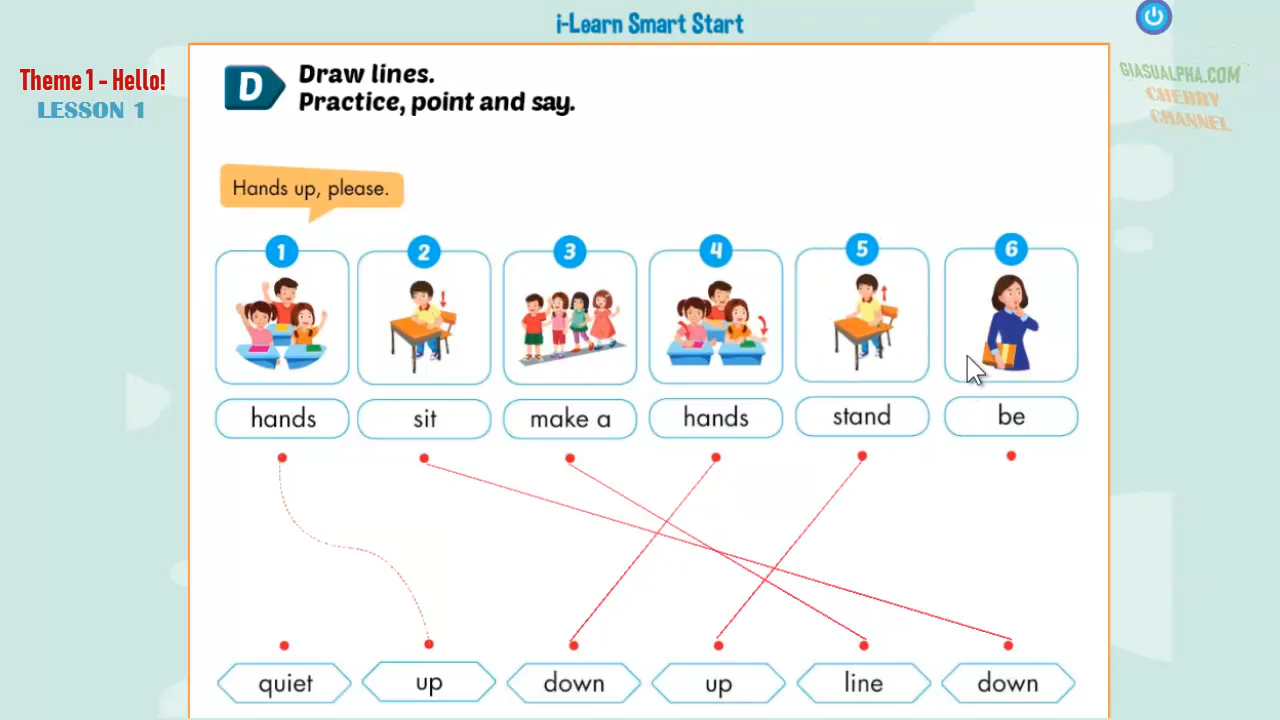 i-Learn Smart Start
Theme 1 - Hello!
LESSON 1
GIASUALPHA.COM
CHERRY
CHANNEL
D
Draw lines.
Practice, point and say.
Hands up, please.
1 2 3 4 5 6
hands sit make a hands stand be
quiet up down up line down